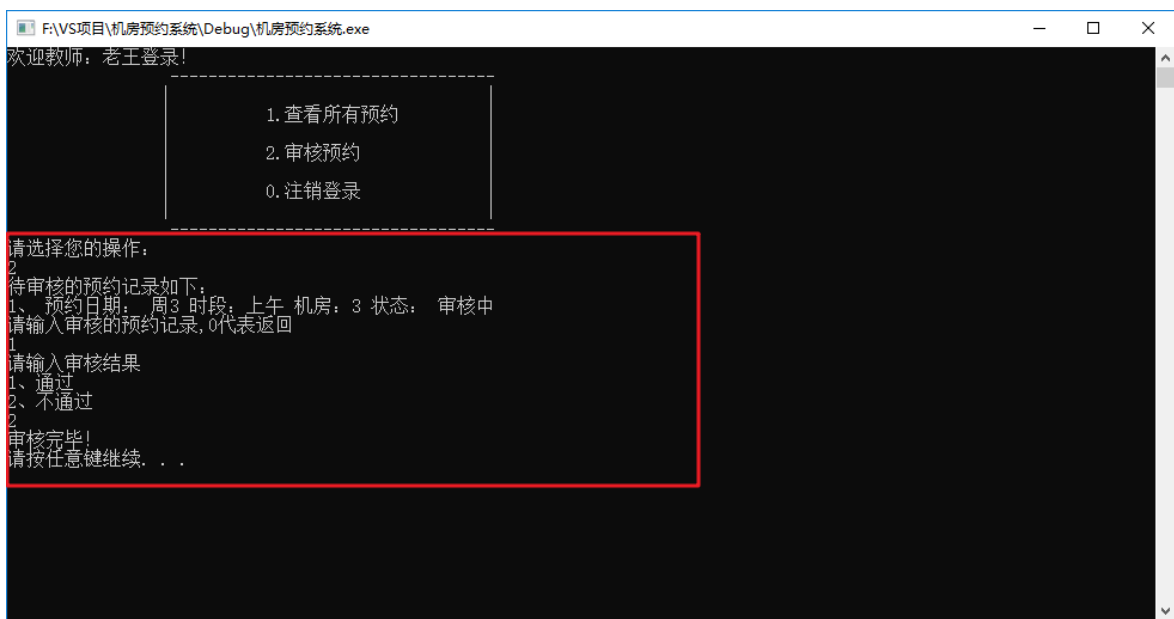 F:\VS项目\机房预约系统\Debug\机房预约系统.exe
欢迎教师：老王登录!
----------------------------------
1.查看所有预约
2.审核预约
0.注销登录
----------------------------------
请选择您的操作：
2
待审核的预约记录如下：
1、 预约日期： 周3 时段：上午 机房：3 状态： 审核中
请输入审核的预约记录,0代表返回
1
请输入审核结果
1、通过
2、不通过
2
审核完毕!
请按任意键继续. . .